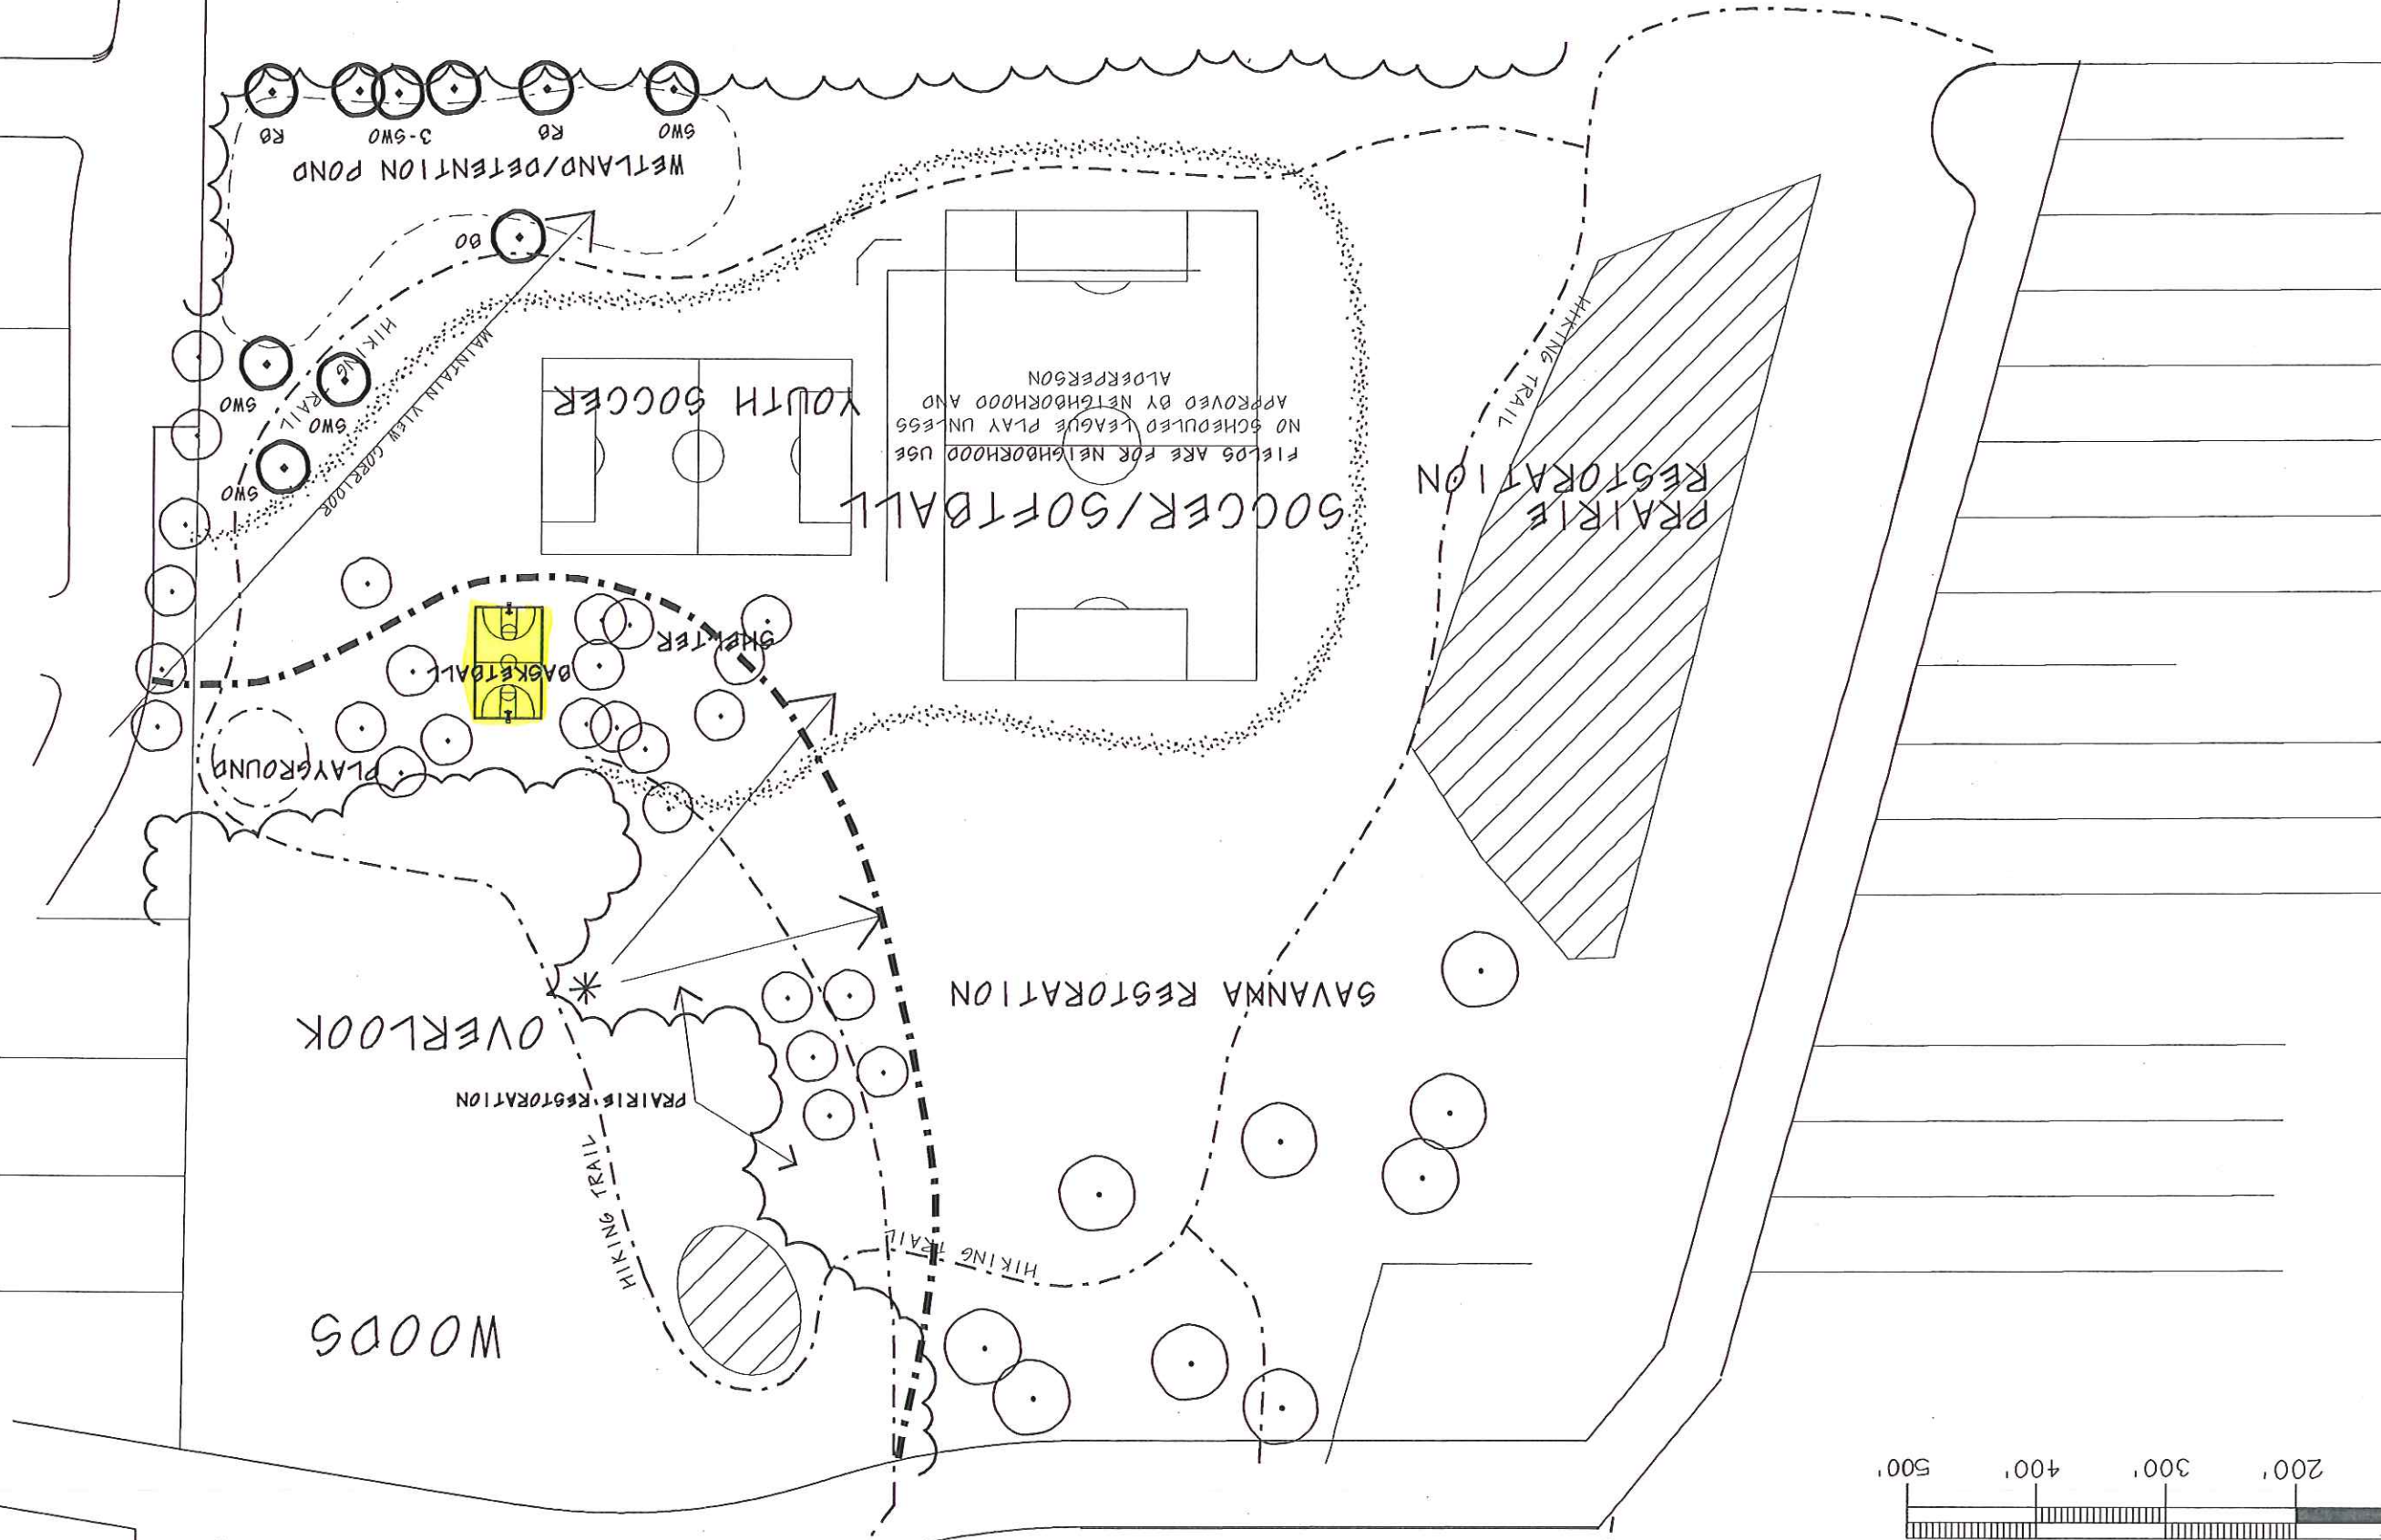 200' 300' 400' 500'
WOODS
HIKING TRAIL
HIKING TRAIL
PRAIRIE RESTORATION
OVERLOOK
SAVANNA RESTORATION
PLAYGROUND
BASKETBALL
SHELTER
PRAIRIE
RESTORATION
HIKING TRAIL
SOCCER/SOFTBALL
FIELDS ARE FOR NEIGHBORHOOD USE
NO SCHEDULED LEAGUE PLAY UNLESS
APPROVED BY NEIGHBORHOOD AND
ALDERPERSON
YOUTH SOCCER
MAINTAIN VIEW CORRIDOR
SWO
SWO
SWO
HIKING TRAIL
BO
WETLAND/DETENTION POND
SWO
RB
3-SWO
RB